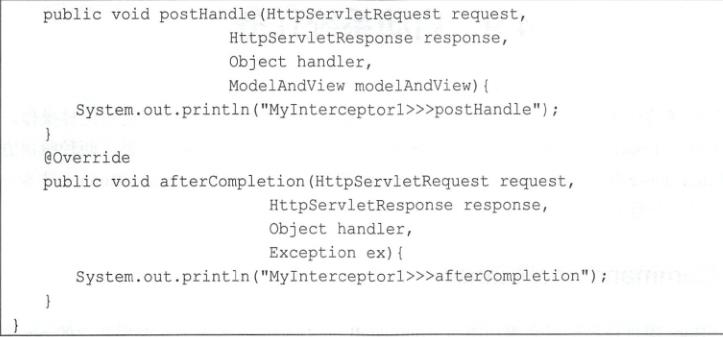 public void postHandle(HttpServletRequest request,
HttpServletResponse response,
Object handler,
ModelAndView modelAndView){
System.out.println("MyInterceptor1>>>postHandle");
}
@Override
public void afterCompletion(HttpServletRequest request,
HttpServletResponse response,
Object handler,
Exception ex){
System.out.println("MyInterceptor1>>>afterCompletion");
}
}